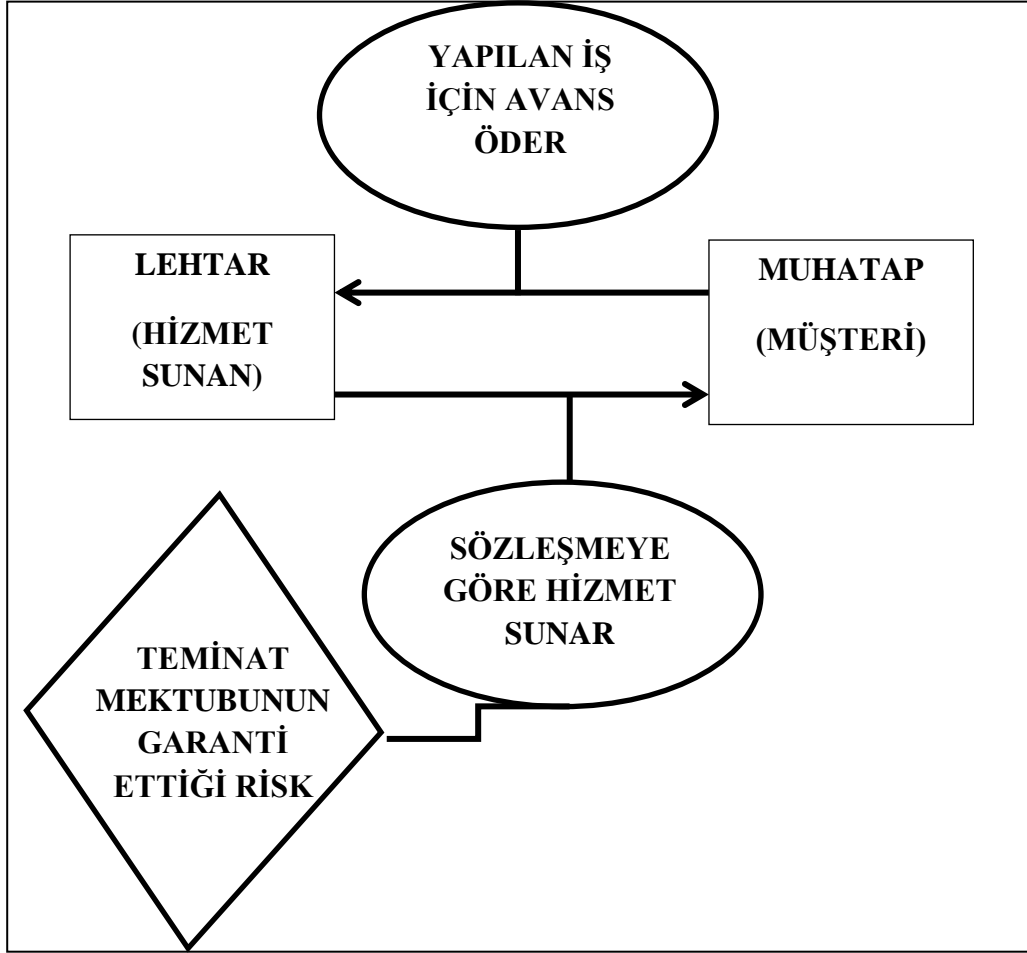 YAPILAN İŞ
İÇİN AVANS
ÖDER
LEHTAR
(HİZMET
SUNAN)
MUHATAP
(MÜŞTERİ)
SÖZLEŞMEYE
GÖRE HİZMET
SUNAR
TEMİNAT
MEKTUBUNUN
GARANTİ
ETTİĞİ RİSK